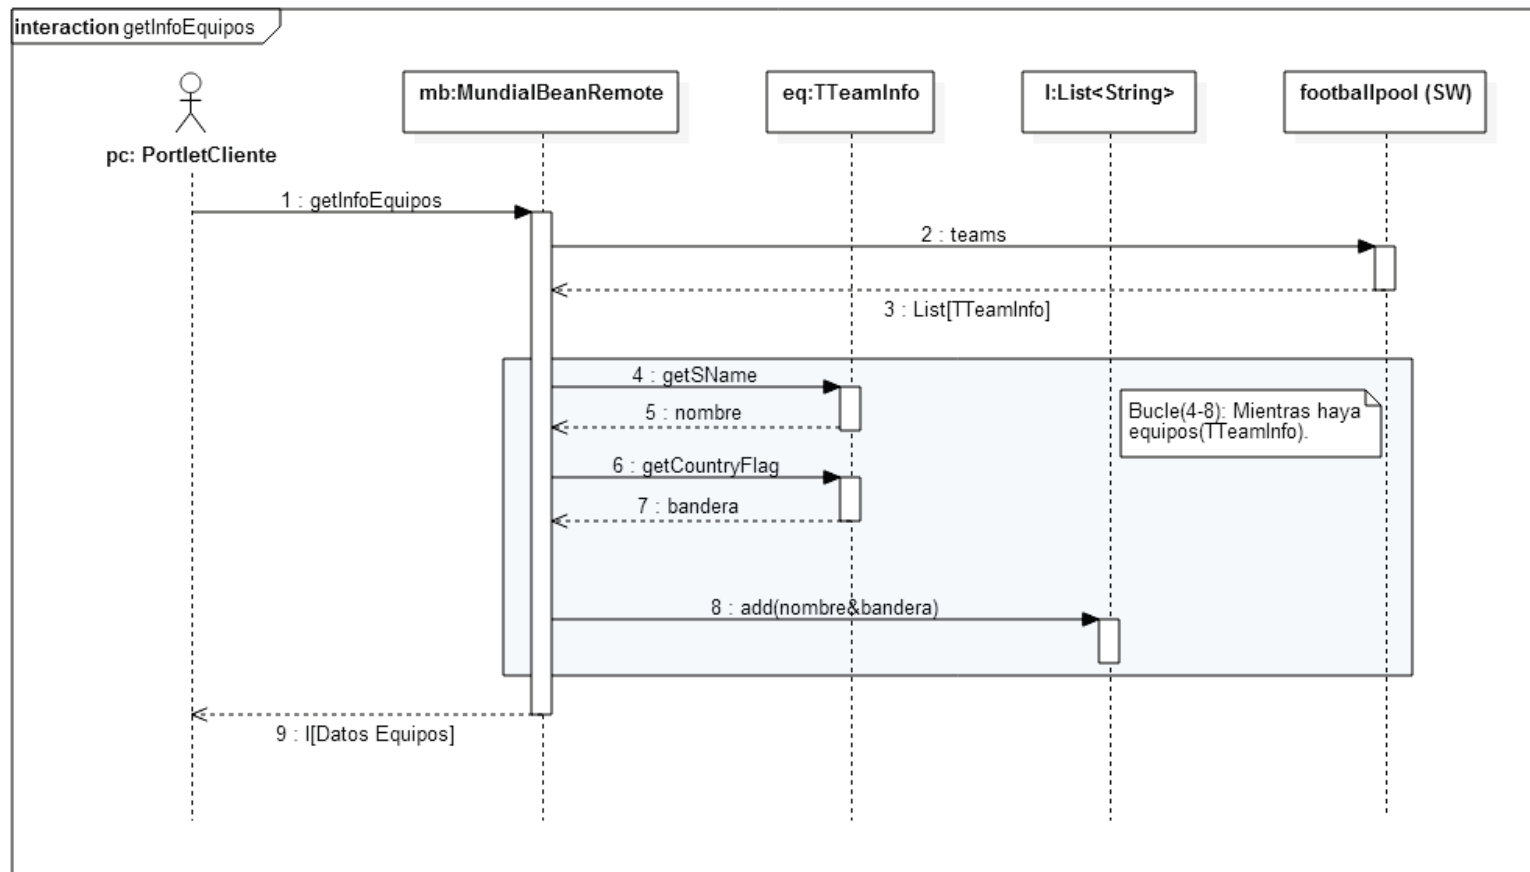 interaction getInfoEquipos
mb:MundialBeanRemote
eq:TTeamInfo
l:List<String>
footballpool (SW)
pc: PortletCliente
1 : getInfoEquipos
2 : teams
3 : List[TTeamInfo]
4 : getSName
5 : nombre
Bucle(4-8): Mientras haya
equipos(TTeamInfo).
6 : getCountryFlag
7 : bandera
8 : add(nombre&bandera)
9 : l[Datos Equipos]